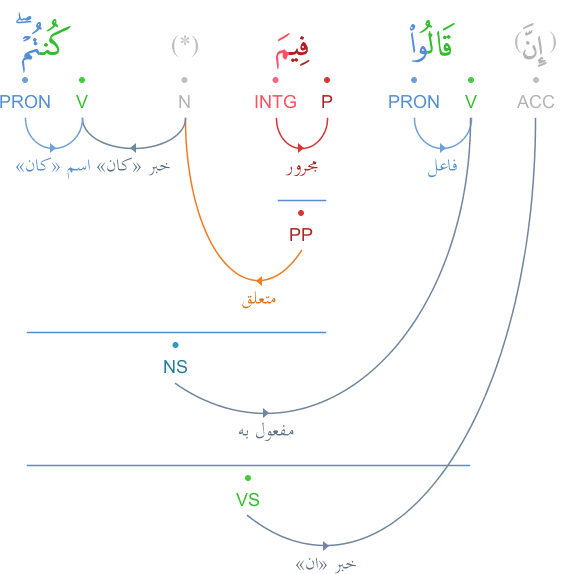 (إِنَّ) قَالُوا۟ فِيمَ (*) كُنتُمْ ۖ
ACC V PRON P INTG N V PRON
فاعل مجرور خبر «كان» اسم «كان»
PP
متعلق
NS
مفعول به
VS
خبر «ان»